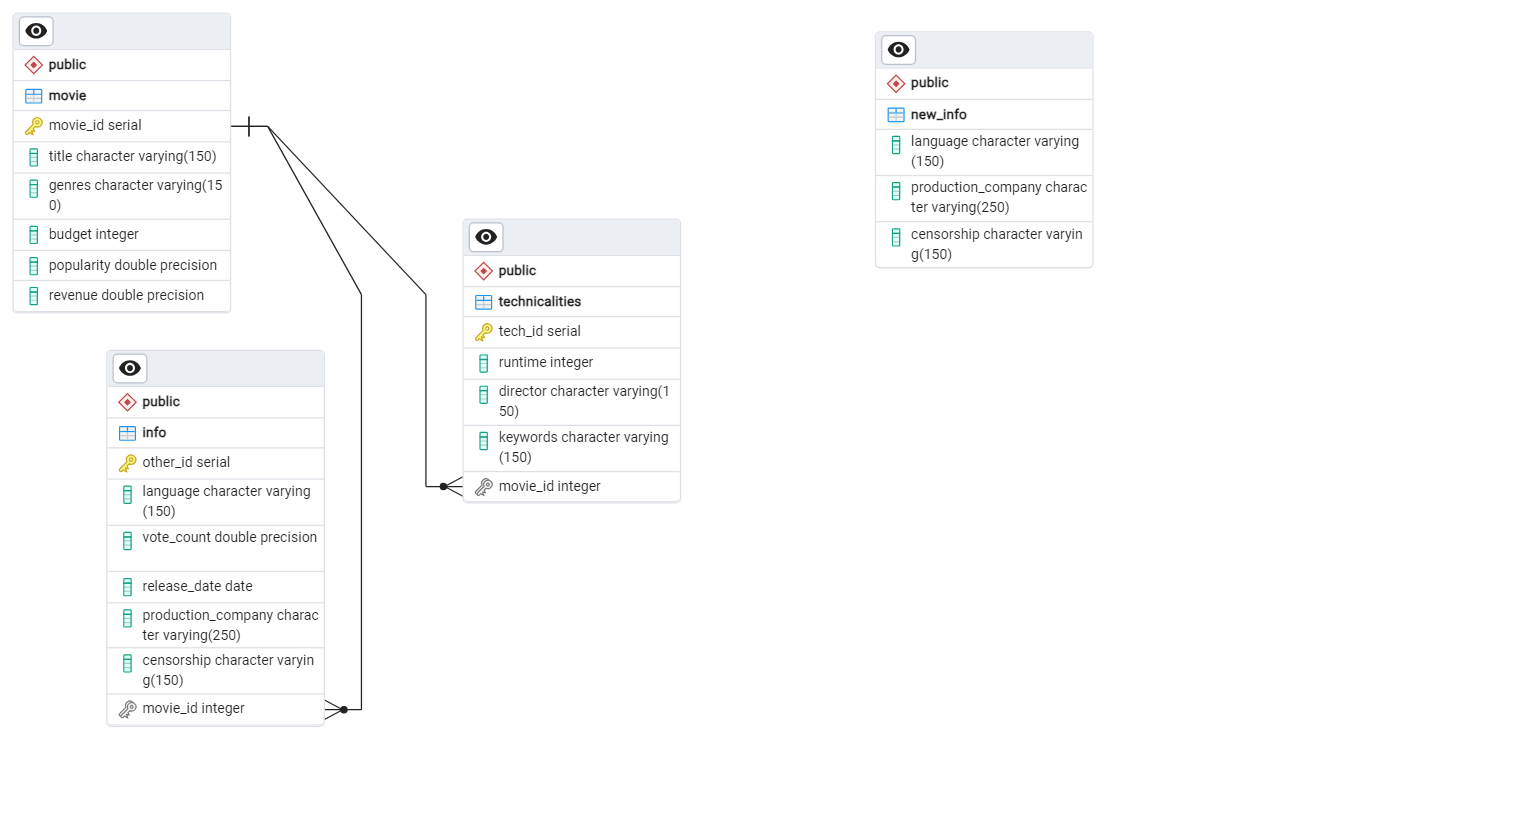 public
movie
movie_id serial
title character varying(150)
genres character varying(15
0)
budget integer
popularity double precision
revenue double precision
public
info
other_id serial
language character varying
(150)
vote_count double precision
release_date date
production_company charac
ter varying(250)
censorship character varyin
g(150)
movie_id integer
public
technicalities
tech_id serial
runtime integer
director character varying(1
50)
keywords character varying
(150)
movie_id integer
public
new_info
language character varying
(150)
production_company charac
ter varying(250)
censorship character varyin
g(150)